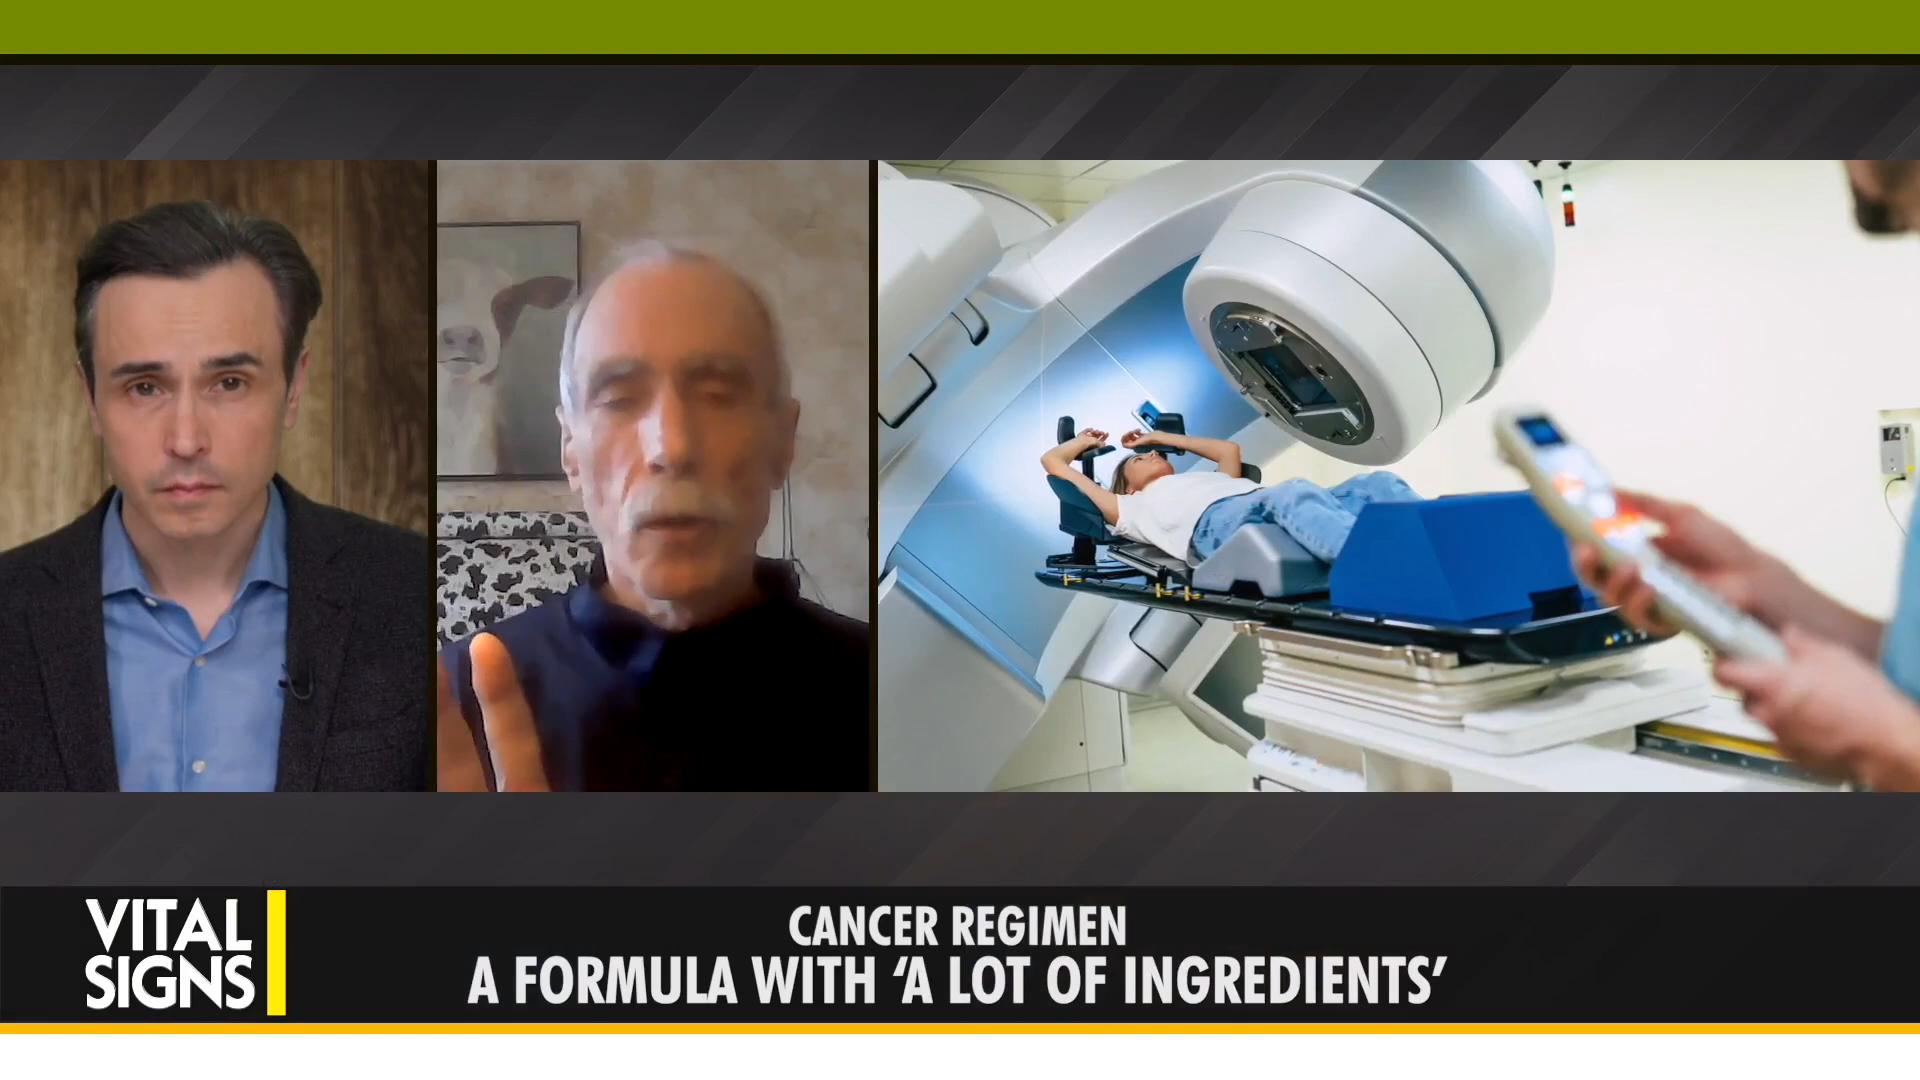 VITAL
SIGNS
CANCER REGIMEN
A FORMULA WITH ‘A LOT OF INGREDIENTS’